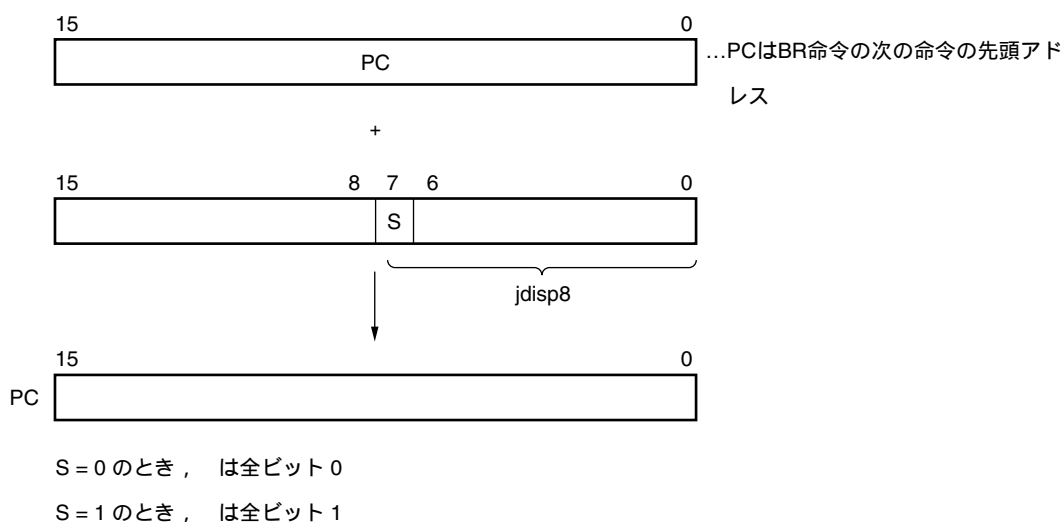 15 0
PC
…PCはBR命令の次の命令の先頭アド
レス
+
15 8 7 6 0
S
jdisp8
15 0
PC
S = 0 のとき， は全ビット 0
S = 1 のとき， は全ビット 1